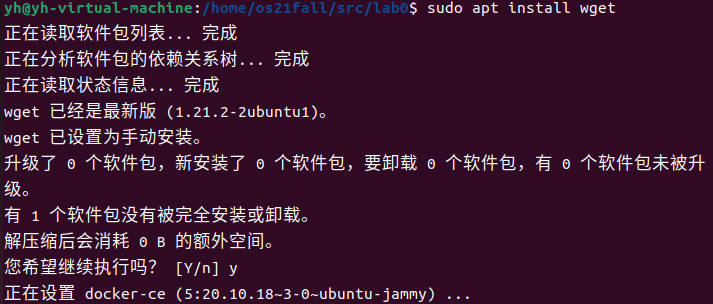 yh@yh-virtual-machine:/home/os21fall/src/lab0$ sudo apt install wget
正在读取软件包列表... 完成
正在分析软件包的依赖关系树... 完成
正在读取状态信息... 完成
wget 已经是最新版 (1.21.2-2ubuntu1)。
wget 已设置为手动安装。
升级了 0 个软件包，新安装了 0 个软件包，要卸载 0 个软件包，有 0 个软件包未被升
级。
有 1 个软件包没有被完全安装或卸载。
解压缩后会消耗 0 B 的额外空间。
您希望继续执行吗？ [Y/n] y
正在设置 docker-ce (5:20.10.18~3-0~ubuntu-jammy) ...